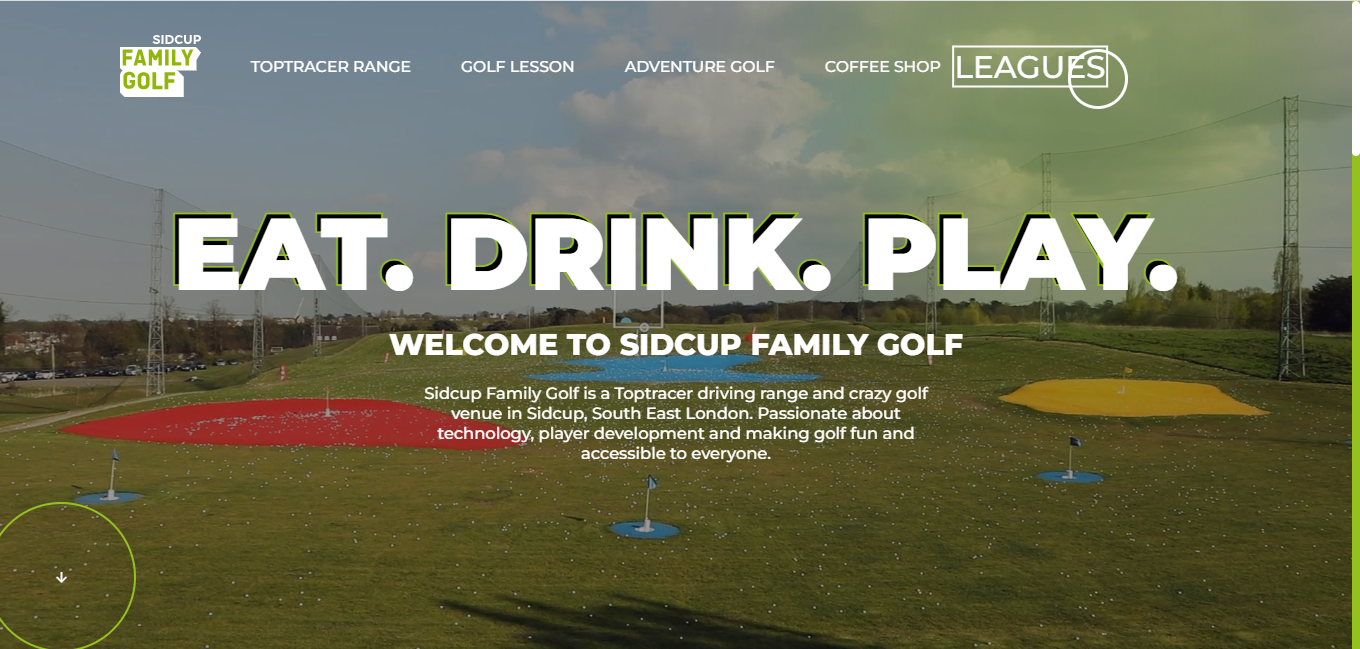 SIDCUP
FAMILY
GOLF
TOPTRACER RANGE
GOLF LESSON
ADVENTURE GOLF
COFFEE SHOP
LEAGUES
EAT. DRINK. PLAY.
WELCOME TO SIDCUP FAMILY GOLF
Sidcup Family Golf is a Toptracer driving range and crazy golf
venue in Sidcup, South East London. Passionate about
technology, player development and making golf fun and
accessible to everyone.